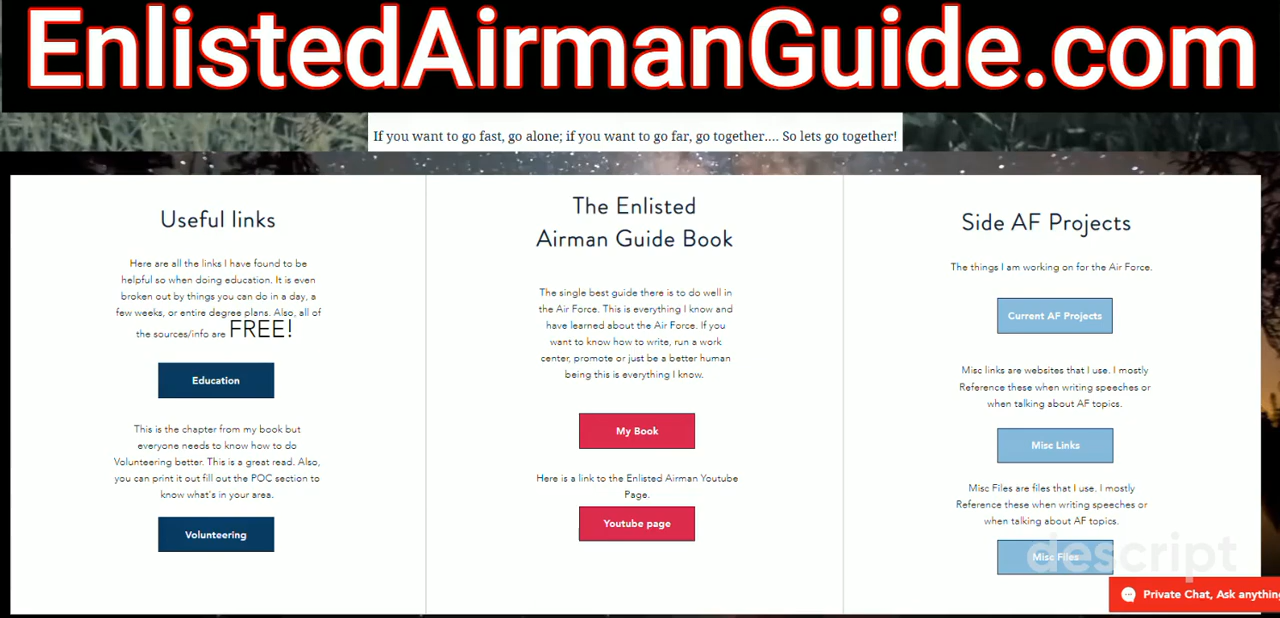 EnlistedAirmanGuide.com
If you want to go fast, go alone; if you want to go far, go together.... So lets go together!
Useful links
Here are all the links I have found to be
helpful so when doing education. It is even
broken out by things you can do in a day, a
few weeks, or entire degree plans. Also, all of
the sources/info are FREE!
Education
This is the chapter from my book but
everyone needs to know how to do
Volunteering better. This is a great read. Also,
you can print it out fill out the POC section to
know what's in your area.
Volunteering
The Enlisted
Airman Guide Book
The single best guide there is to do well in
the Air Force. This is everything I know and
have learned about the Air Force. If you
want to know how to write, run a work
center, promote or just be a better human
being this is everything I know.
My Book
Here is a link to the Enlisted Airman Youtube
Page.
Youtube page
Side AF Projects
The things I am working on for the Air Force.
Current AF Projects
Misc links are websites that I use. I mostly
Reference these when writing speeches or
when talking about AF topics.
Misc Links
Misc Files are files that I use. I mostly
Reference these when writing speeches or
when talking about AF topics.
Misc Files
descript
Private Chat, Ask anything